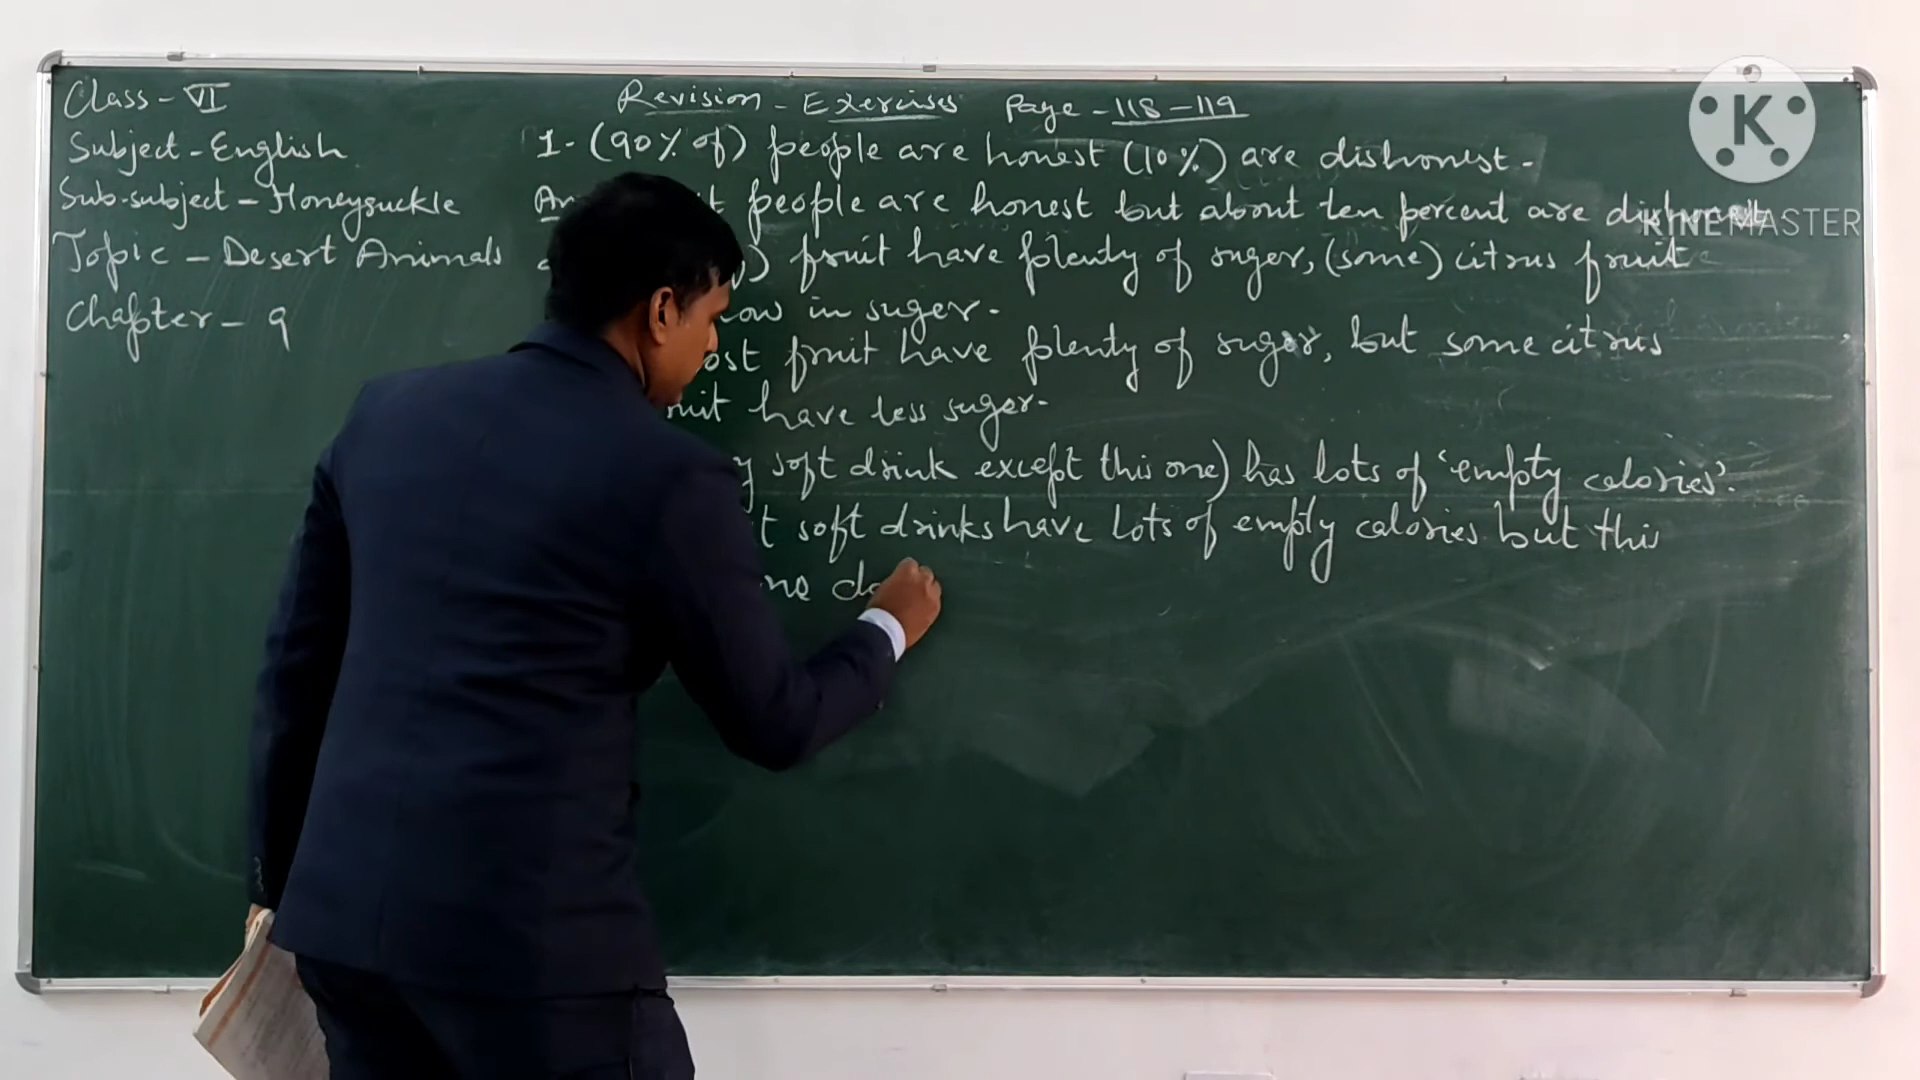 Class - VI
Subject - English
Sub-subject - Honeysuckle
Topic - Desert Animals
Chapter - 9
Revision - Exercises Page - 118 - 119
1- (90% of) people are honest (10%) are dishonest.
people are honest but about ten percent are
fruit have plenty of suger, (some) citrus fruit
in suger.
fruit have plenty of suger, but some citrus
have less suger.
soft drink except this one) has lots of 'empty calories'.
soft drinks have lots of empty calories but this
K
KINEMASTER